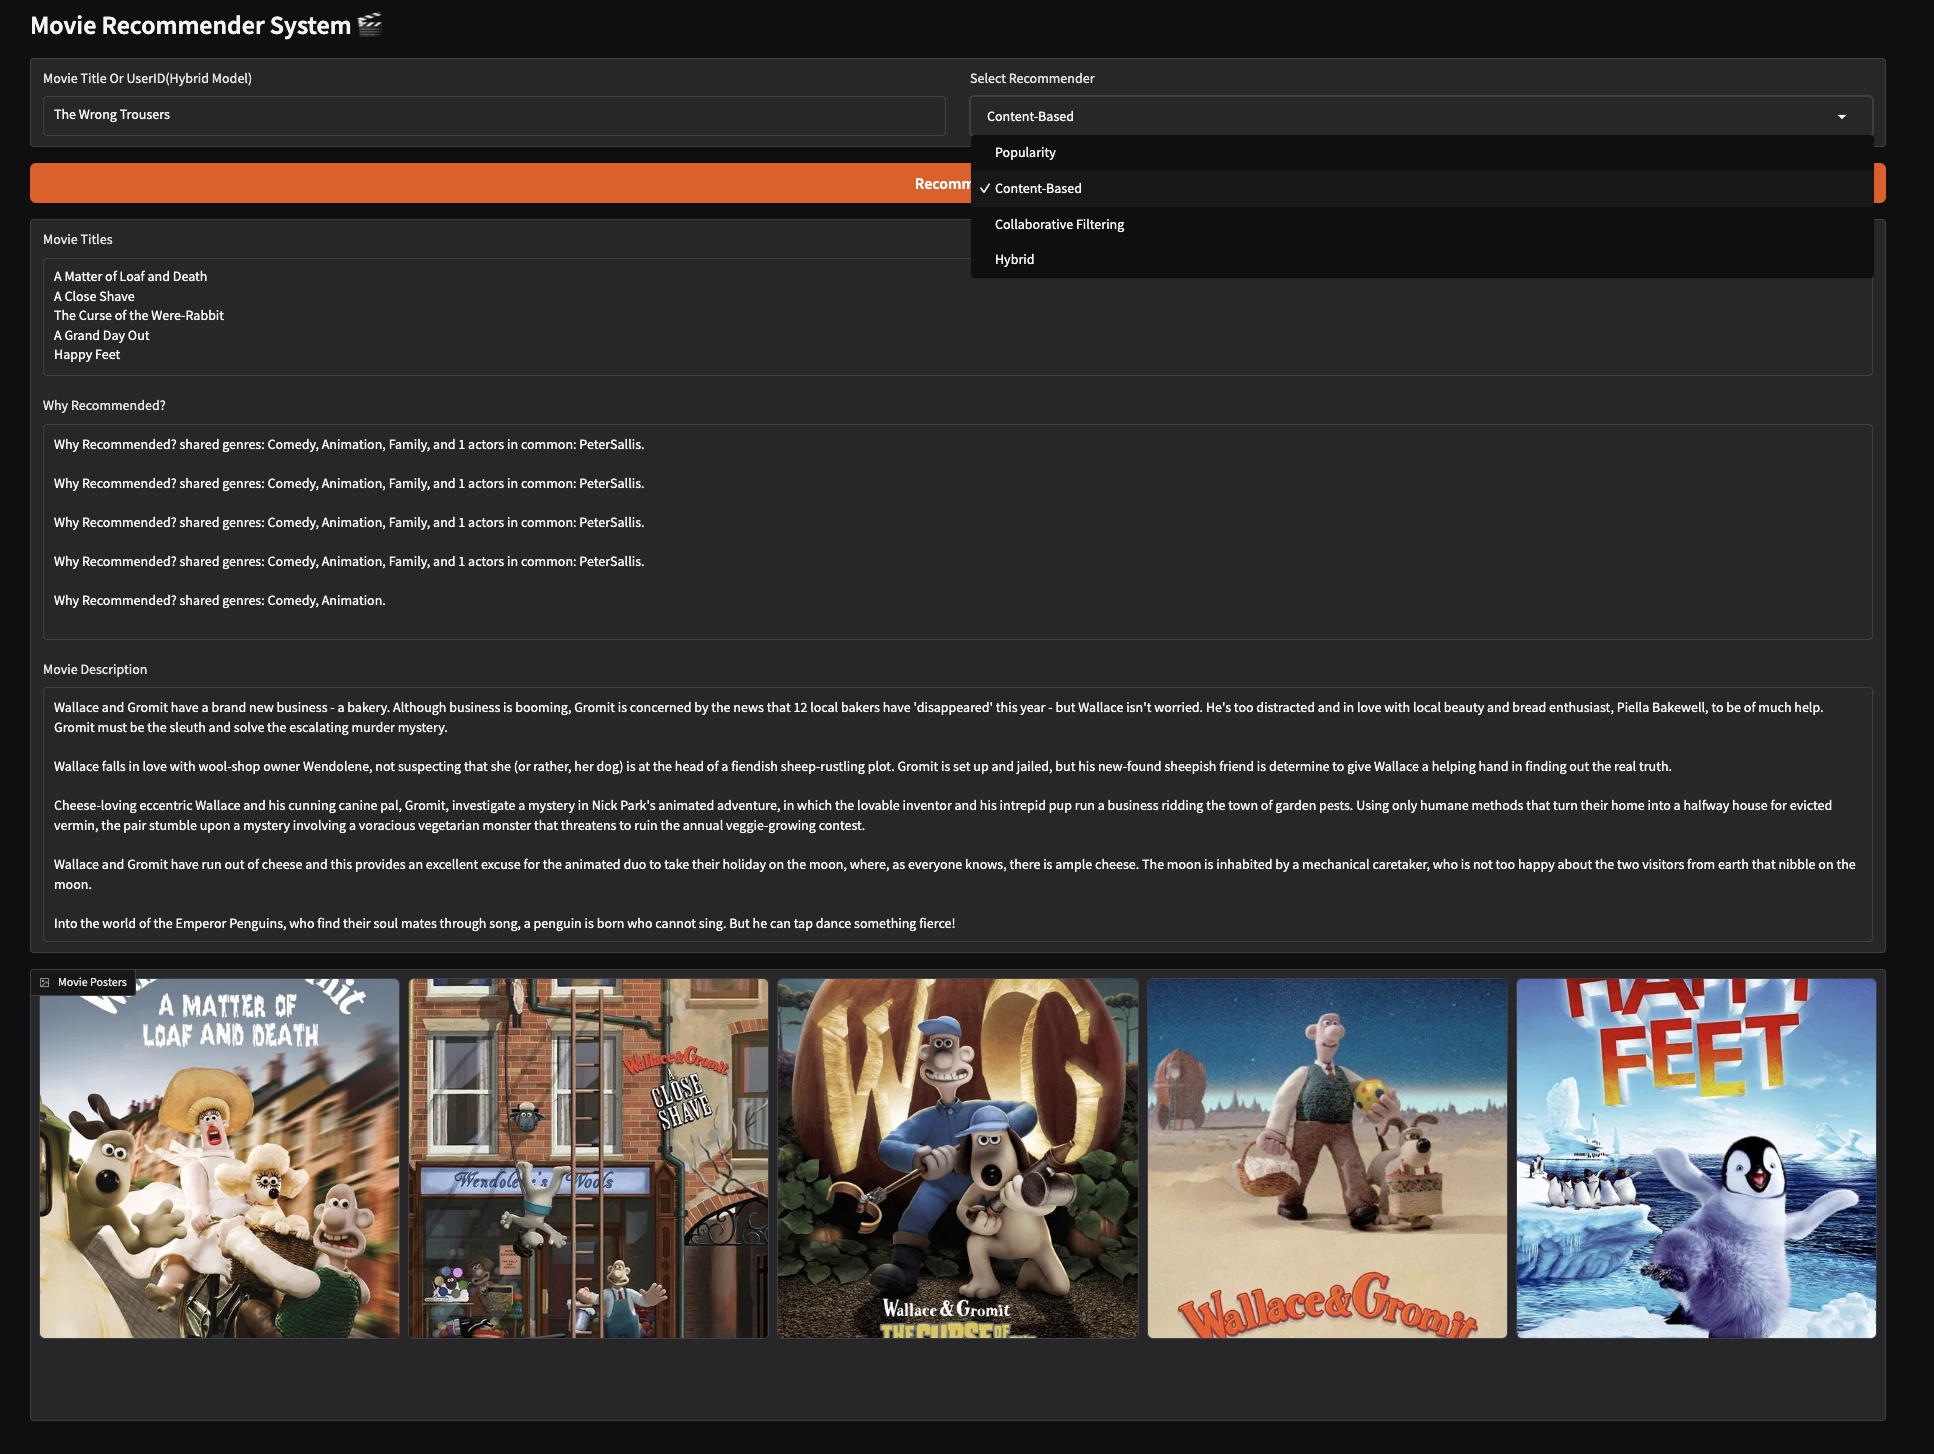 Movie Recommender System 🎬
Movie Title Or UserID(Hybrid Model)
The Wrong Trousers
Select Recommender
Content-Based
Popularity
✓ Content-Based
Collaborative Filtering
Hybrid
Recomm
Movie Titles
A Matter of Loaf and Death
A Close Shave
The Curse of the Were-Rabbit
A Grand Day Out
Happy Feet
Why Recommended?
Why Recommended? shared genres: Comedy, Animation, Family, and 1 actors in common: PeterSallis.
Why Recommended? shared genres: Comedy, Animation, Family, and 1 actors in common: PeterSallis.
Why Recommended? shared genres: Comedy, Animation, Family, and 1 actors in common: PeterSallis.
Why Recommended? shared genres: Comedy, Animation, Family, and 1 actors in common: PeterSallis.
Why Recommended? shared genres: Comedy, Animation.
Movie Description
Wallace and Gromit have a brand new business - a bakery. Although business is booming, Gromit is concerned by the news that 12 local bakers have 'disappeared' this year - but Wallace isn't worried. He's too distracted and in love with local beauty and bread enthusiast, Piella Bakewell, to be of much help.
Gromit must be the sleuth and solve the escalating murder mystery.
Wallace falls in love with wool-shop owner Wendolene, not suspecting that she (or rather, her dog) is at the head of a fiendish sheep-rustling plot. Gromit is set up and jailed, but his new-found sheepish friend is determine to give Wallace a helping hand in finding out the real truth.
Cheese-loving eccentric Wallace and his cunning canine pal, Gromit, investigate a mystery in Nick Park's animated adventure, in which the lovable inventor and his intrepid pup run a business ridding the town of garden pests. Using only humane methods that turn their home into a halfway house for evicted
vermin, the pair stumble upon a mystery involving a voracious vegetarian monster that threatens to ruin the annual veggie-growing contest.
Wallace and Gromit have run out of cheese and this provides an excellent excuse for the animated duo to take their holiday on the moon, where, as everyone knows, there is ample cheese. The moon is inhabited by a mechanical caretaker, who is not too happy about the two visitors from earth that nibble on the
moon.
Into the world of the Emperor Penguins, who find their soul mates through song, a penguin is born who cannot sing. But he can tap dance something fierce!
Movie Posters
A MATTER OF
LOAF AND DEATH
Wallace&Gromit
A
CLOSE
SHAVE
Wendolene's Wools
W&G
Wallace & Gromit
THE CURSE OF
Wallace&Gromit
HAPPY
FEET